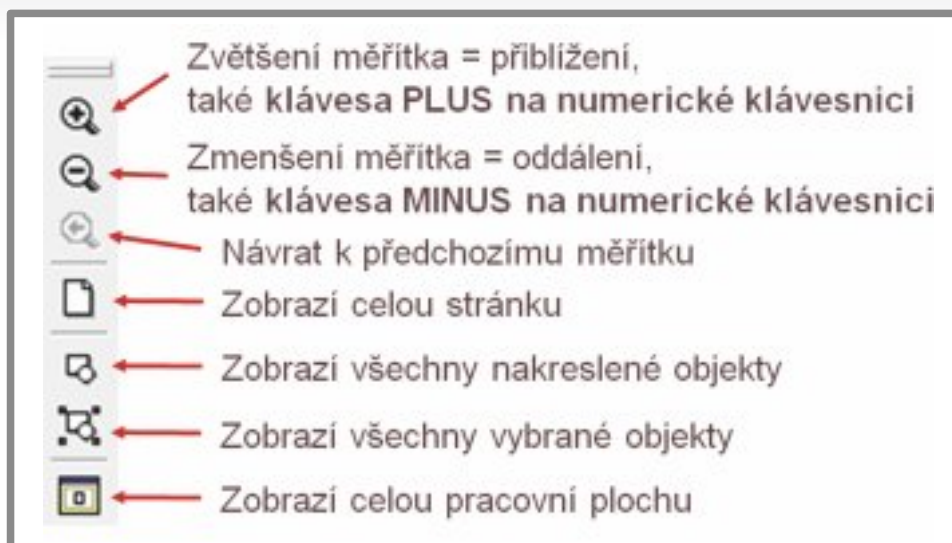 Zvětšení měřítka = přiblížení,
také klávesa PLUS na numerické klávesnici
Zmenšení měřítka = oddálení,
také klávesa MINUS na numerické klávesnici
Návrat k předchozímu měřítku
Zobrazí celou stránku
Zobrazí všechny nakreslené objekty
Zobrazí všechny vybrané objekty
Zobrazí celou pracovní plochu